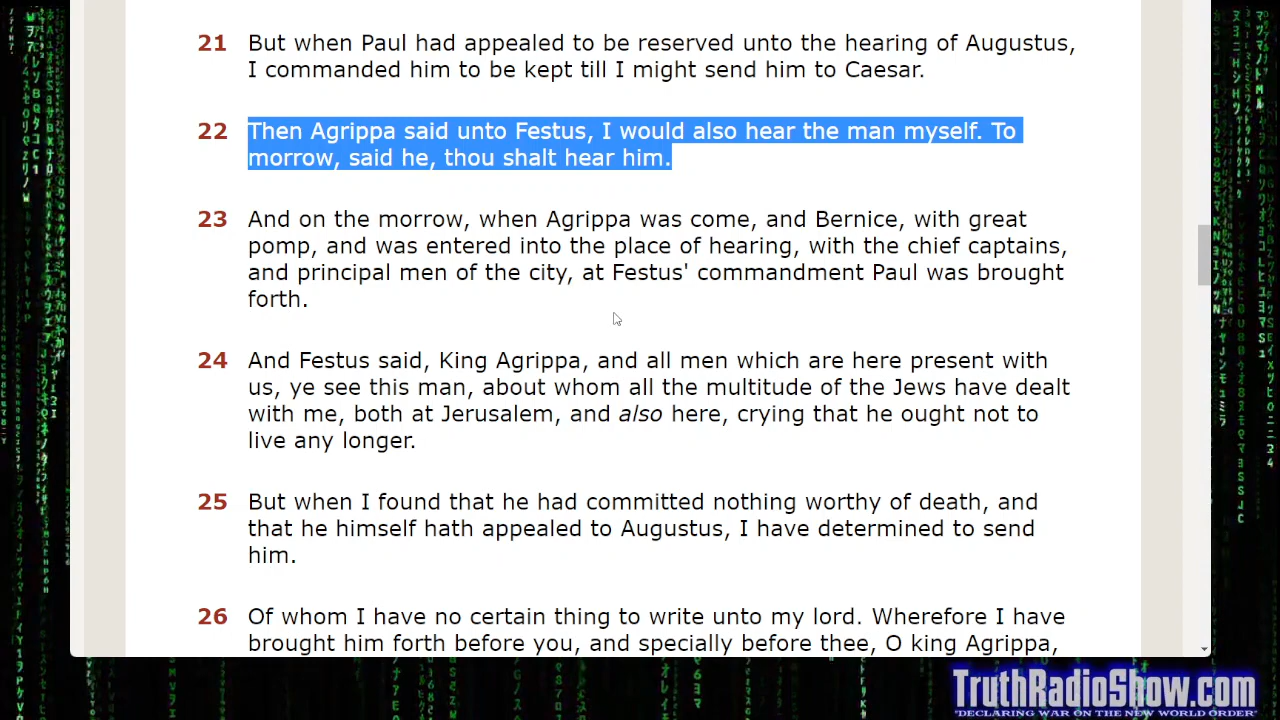 21 But when Paul had appealed to be reserved unto the hearing of Augustus,
I commanded him to be kept till I might send him to Caesar.
22 Then Agrippa said unto Festus, I would also hear the man myself. To
morrow, said he, thou shalt hear him.
23 And on the morrow, when Agrippa was come, and Bernice, with great
pomp, and was entered into the place of hearing, with the chief captains,
and principal men of the city, at Festus' commandment Paul was brought
forth.
24 And Festus said, King Agrippa, and all men which are here present with
us, ye see this man, about whom all the multitude of the Jews have dealt
with me, both at Jerusalem, and also here, crying that he ought not to
live any longer.
25 But when I found that he had committed nothing worthy of death, and
that he himself hath appealed to Augustus, I have determined to send
him.
26 Of whom I have no certain thing to write unto my lord. Wherefore I have
brought him forth before you, and specially before thee, O king Agrippa,
TruthRadioShow.com
"DECLARING WAR ON THE NEW WORLD ORDER"